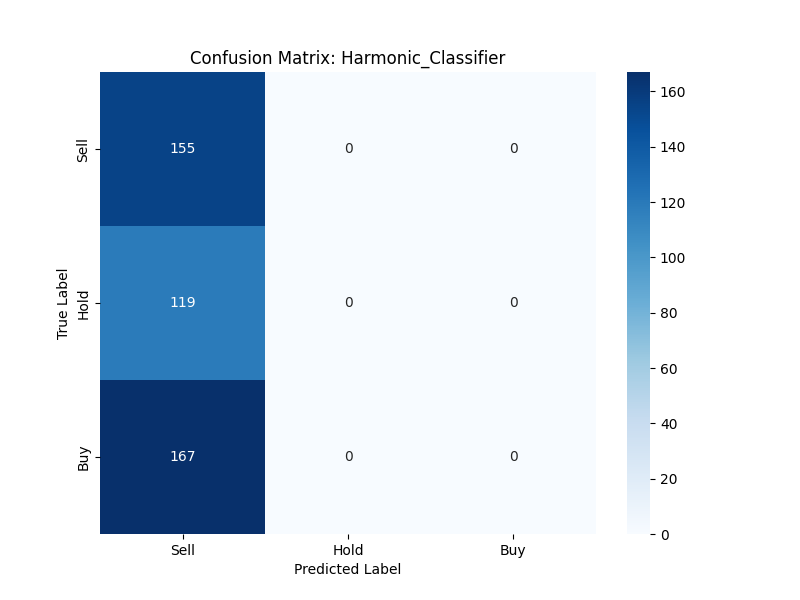 Confusion Matrix: Harmonic_Classifier
True Label
Sell
155
0
0
Hold
119
0
0
Buy
167
0
0
Sell
Hold
Buy
Predicted Label
160
140
120
100
80
60
40
20
0